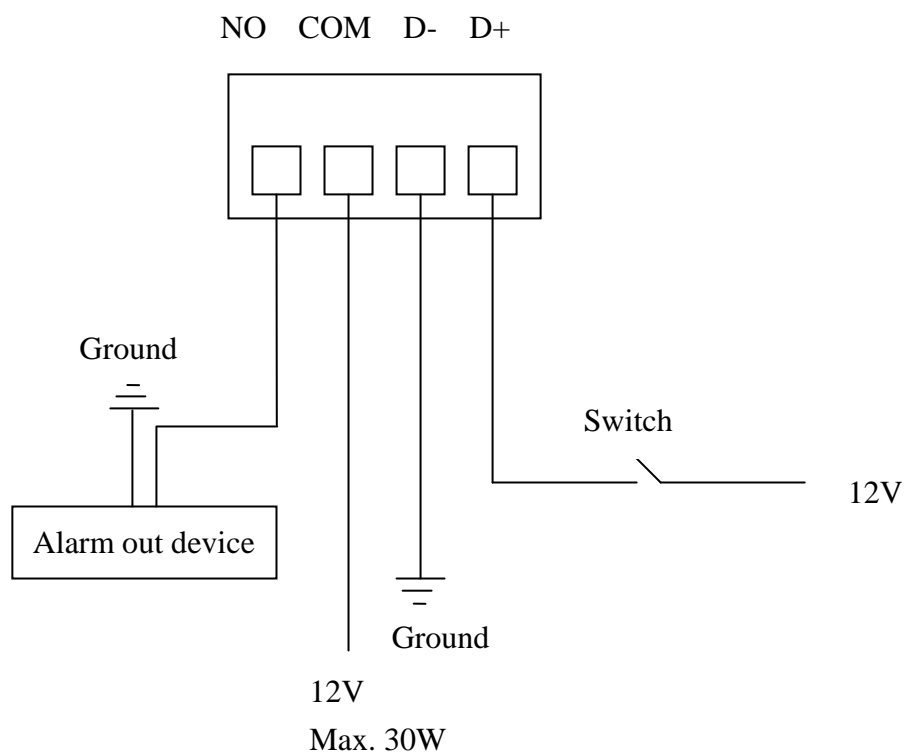 NO COM D- D+
Ground
Switch
12V
Alarm out device
Ground
12V
Max. 30W